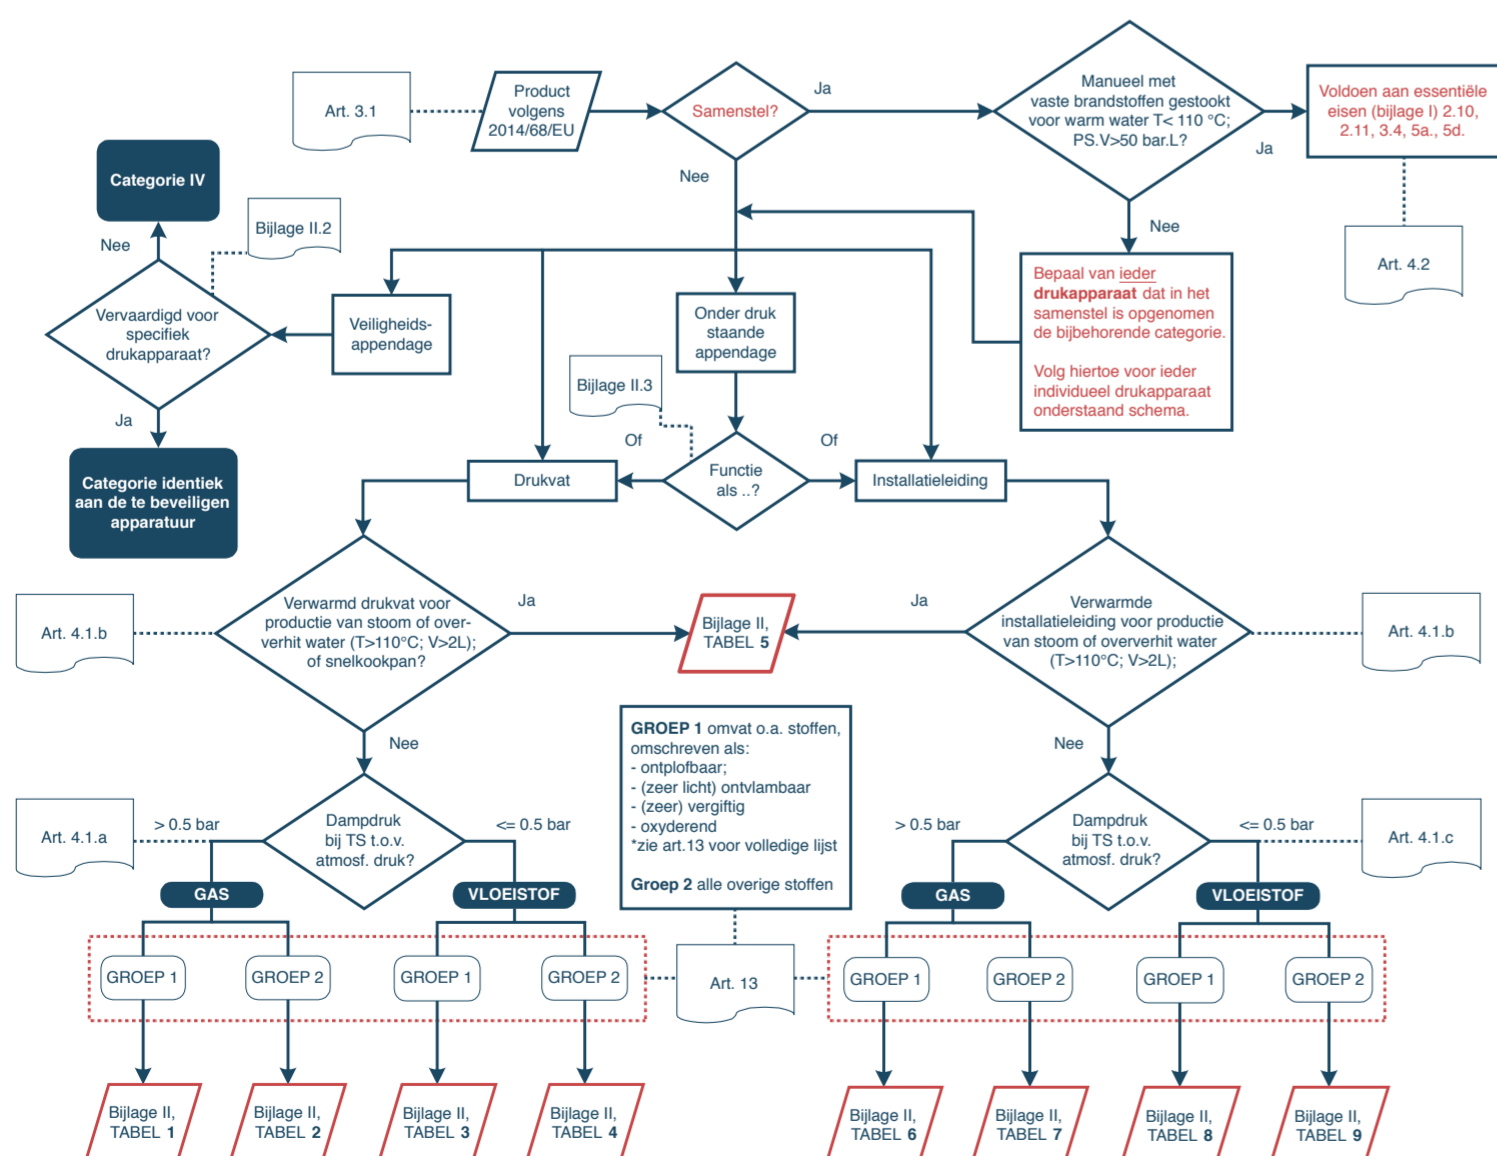 Art. 3.1
Product
volgens
2014/68/EU
Samenstel?
Ja
Manueel met
vaste brandstoffen gestookt
voor warm water T< 110 °C;
PS.V>50 bar.L?
Ja
Voldoen aan essentiële
eisen (bijlage I) 2.10,
2.11, 3.4, 5a., 5d.
Art. 4.2
Nee
Nee
Bepaal van ieder
drukapparaat dat in het
samenstel is opgenomen
de bijbehorende categorie.
Volg hiertoe voor ieder
individueel drukapparaat
onderstaand schema.
Categorie IV
Nee
Bijlage II.2
Vervaardigd voor
specifiek
drukapparaat?
Ja
Categorie identiek
aan de te beveiligen
apparatuur
Veiligheids-
appendage
Onder druk
staande
appendage
Bijlage II.3
Of
Of
Drukvat
Functie
als ..?
Installatieleiding
Art. 4.1.b
Verwarmd drukvat voor
productie van stoom of over-
verhit water (T>110°C; V>2L);
of snelkookpan?
Ja
Bijlage II,
TABEL 5
Ja
Verwarmde
installatieleiding voor productie
van stoom of oververhit water
(T>110°C; V>2L);
Art. 4.1.b
Nee
Nee
GROEP 1 omvat o.a. stoffen,
omschreven als:
- ontplofbaar;
- (zeer licht) ontvlambaar
- (zeer) vergiftig
- oxyderend
*zie art.13 voor volledige lijst
Groep 2 alle overige stoffen
Art. 4.1.a
> 0.5 bar
Dampdruk
bij TS t.o.v.
atmosf. druk?
<= 0.5 bar
> 0.5 bar
Dampdruk
bij TS t.o.v.
atmosf. druk?
<= 0.5 bar
Art. 4.1.c
GAS
VLOEISTOF
GAS
VLOEISTOF
GROEP 1
GROEP 2
GROEP 1
GROEP 2
Art. 13
GROEP 1
GROEP 2
GROEP 1
GROEP 2
Bijlage II,
TABEL 1
Bijlage II,
TABEL 2
Bijlage II,
TABEL 3
Bijlage II,
TABEL 4
Bijlage II,
TABEL 6
Bijlage II,
TABEL 7
Bijlage II,
TABEL 8
Bijlage II,
TABEL 9